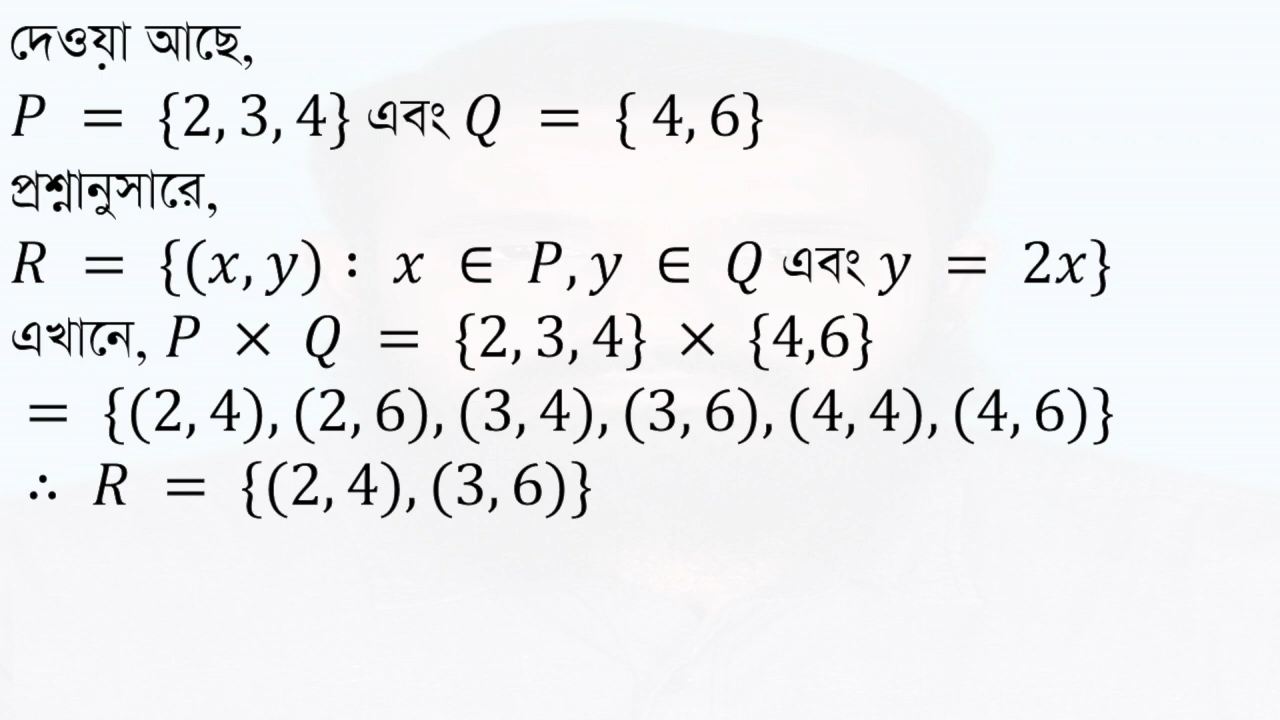 দেওয়া আছে,
P = {2, 3, 4} এবং Q = { 4, 6}
প্রশ্নানুসারে,
R = {(x, y) : x ∈ P, y ∈ Q এবং y = 2x}
এখানে, P × Q = {2, 3, 4} × {4,6}
= {(2, 4), (2, 6), (3, 4), (3, 6), (4, 4), (4, 6)}
∴ R = {(2, 4), (3, 6)}